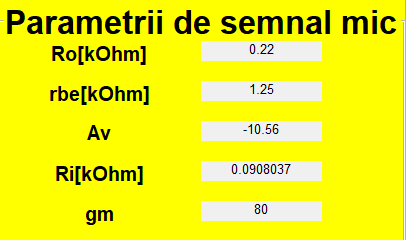 Parametrii de semnal mic
Ro[kOhm] 0.22
rbe[kOhm] 1.25
Av -10.56
Ri[kOhm] 0.0908037
gm 80